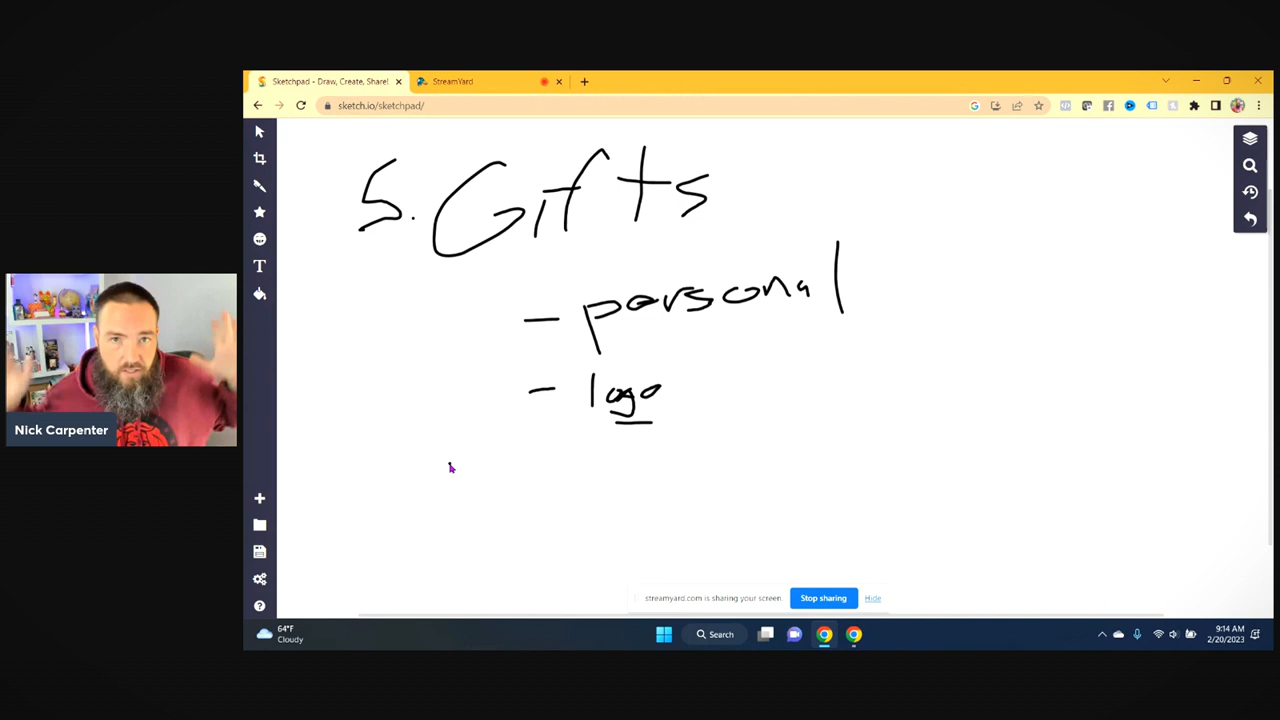 Sketchpad - Draw, Create, Share!
StreamYard
sketch.io/sketchpad/
5. Gifts
- personal
- logo
Nick Carpenter
streamyard.com is sharing your screen.
Stop sharing
Hide
64°F
Cloudy
Search
9:14 AM
2/20/2023